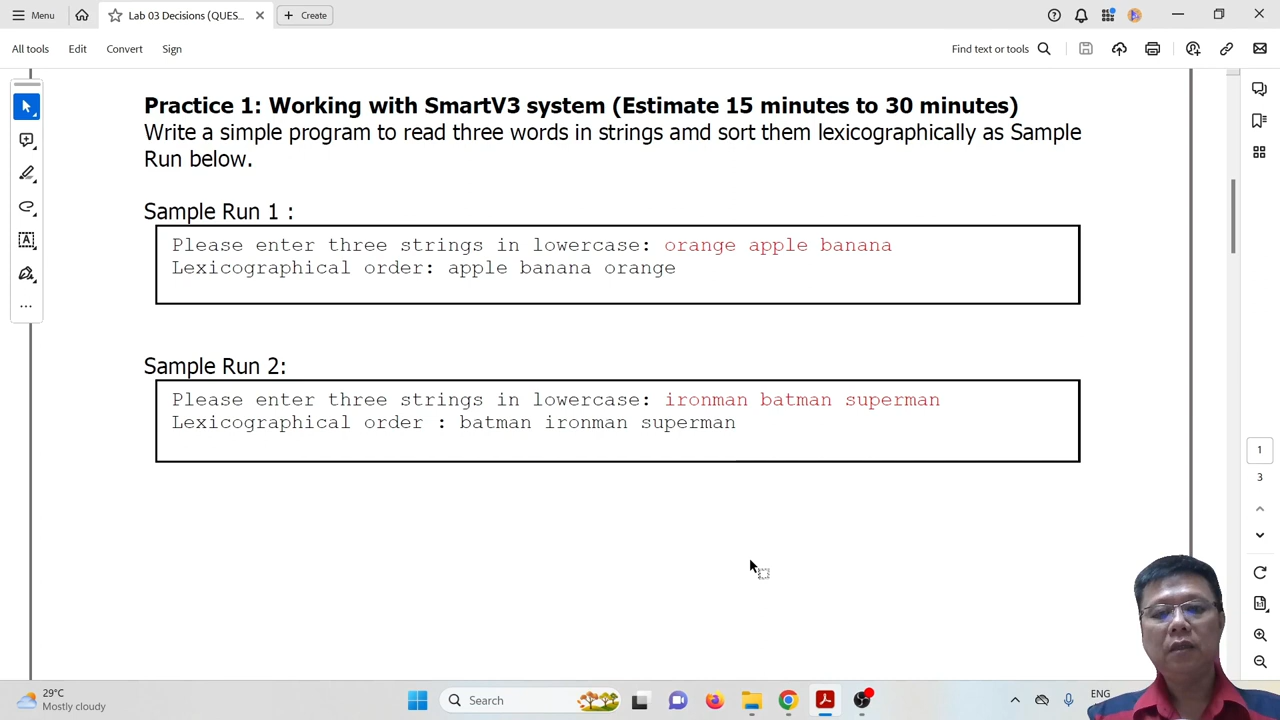 Menu
Lab 03 Decisions (QUES...
Create
All tools
Edit
Convert
Sign
Find text or tools
Practice 1: Working with SmartV3 system (Estimate 15 minutes to 30 minutes)
Write a simple program to read three words in strings amd sort them lexicographically as Sample
Run below.
Sample Run 1 :
Please enter three strings in lowercase: orange apple banana
Lexicographical order: apple banana orange
Sample Run 2:
Please enter three strings in lowercase: ironman batman superman
Lexicographical order : batman ironman superman
1
3
29°C
Mostly cloudy
Search
ENG